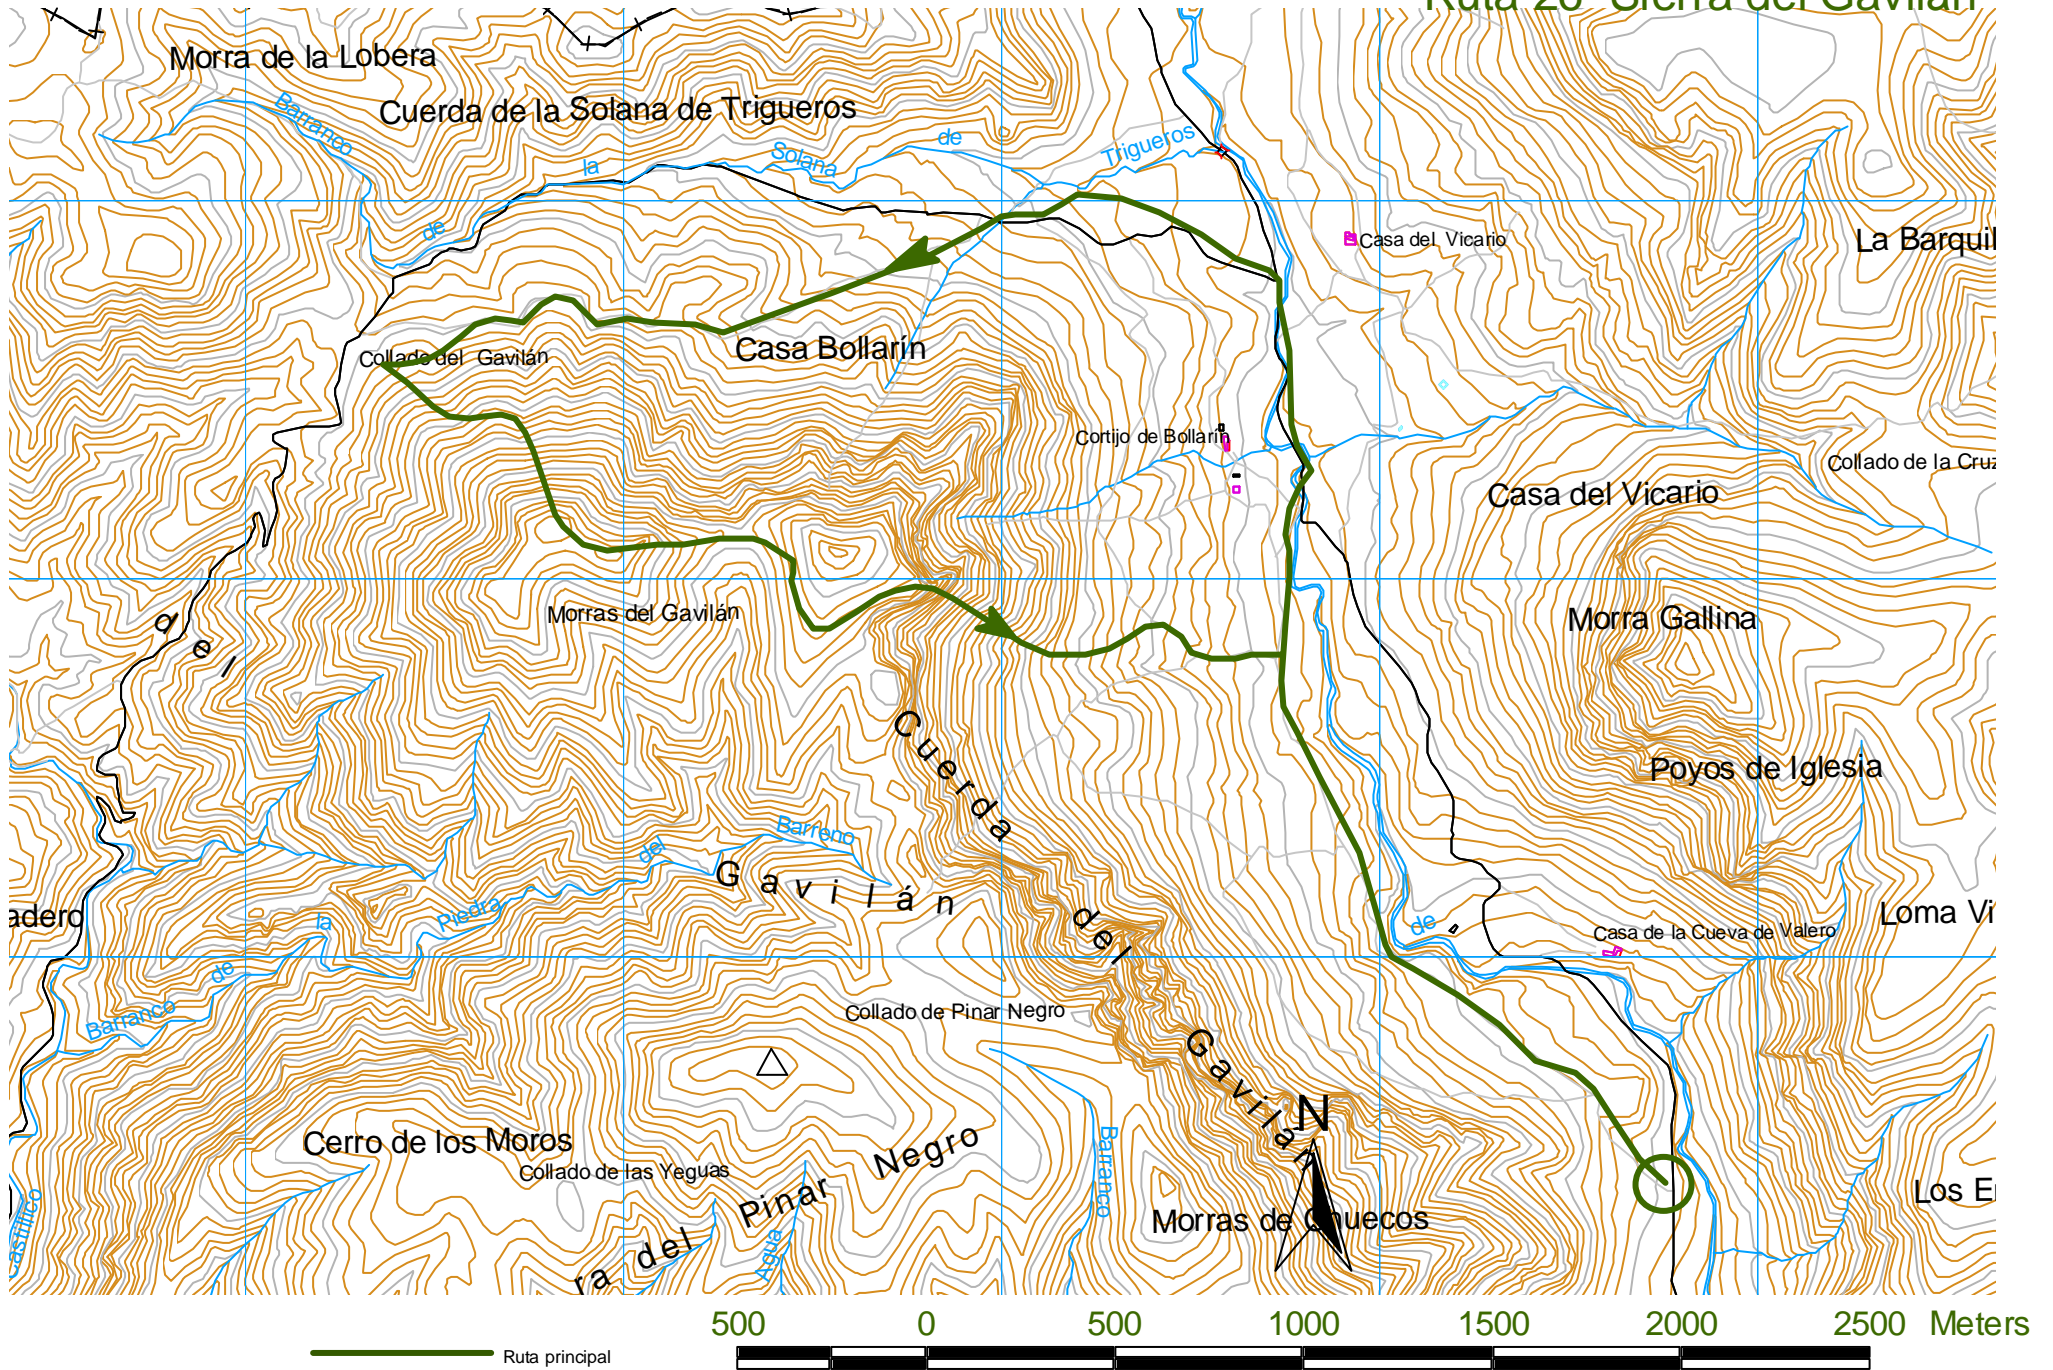 Ruta 20 Sierra del Gavilán
Morra de la Lobera
Cuerda de la Solana de Trigueros
Barranco
de
la
Solana
de
Trigueros
Casa del Vicario
La Barquil
Collado del Gavilán
Casa Bollarín
Cortijo de Bollarín
Collado de la Cruz
Casa del Vicario
del
Morras del Gavilán
Morra Gallina
Cuerda
del
Gavilán
Poyos de Iglesia
Barreno
del
Gavilán
Piedra
la
de
Barranco
adero
de
Casa de la Cueva de Valero
Loma Vi
Collado de Pinar Negro
N
Cerro de los Moros
Collado de las Yeguas
Pinar Negro
del
ra
Agua
Barranco
Morras de Chuecos
Los E
500 0 500 1000 1500 2000 2500 Meters
Ruta principal